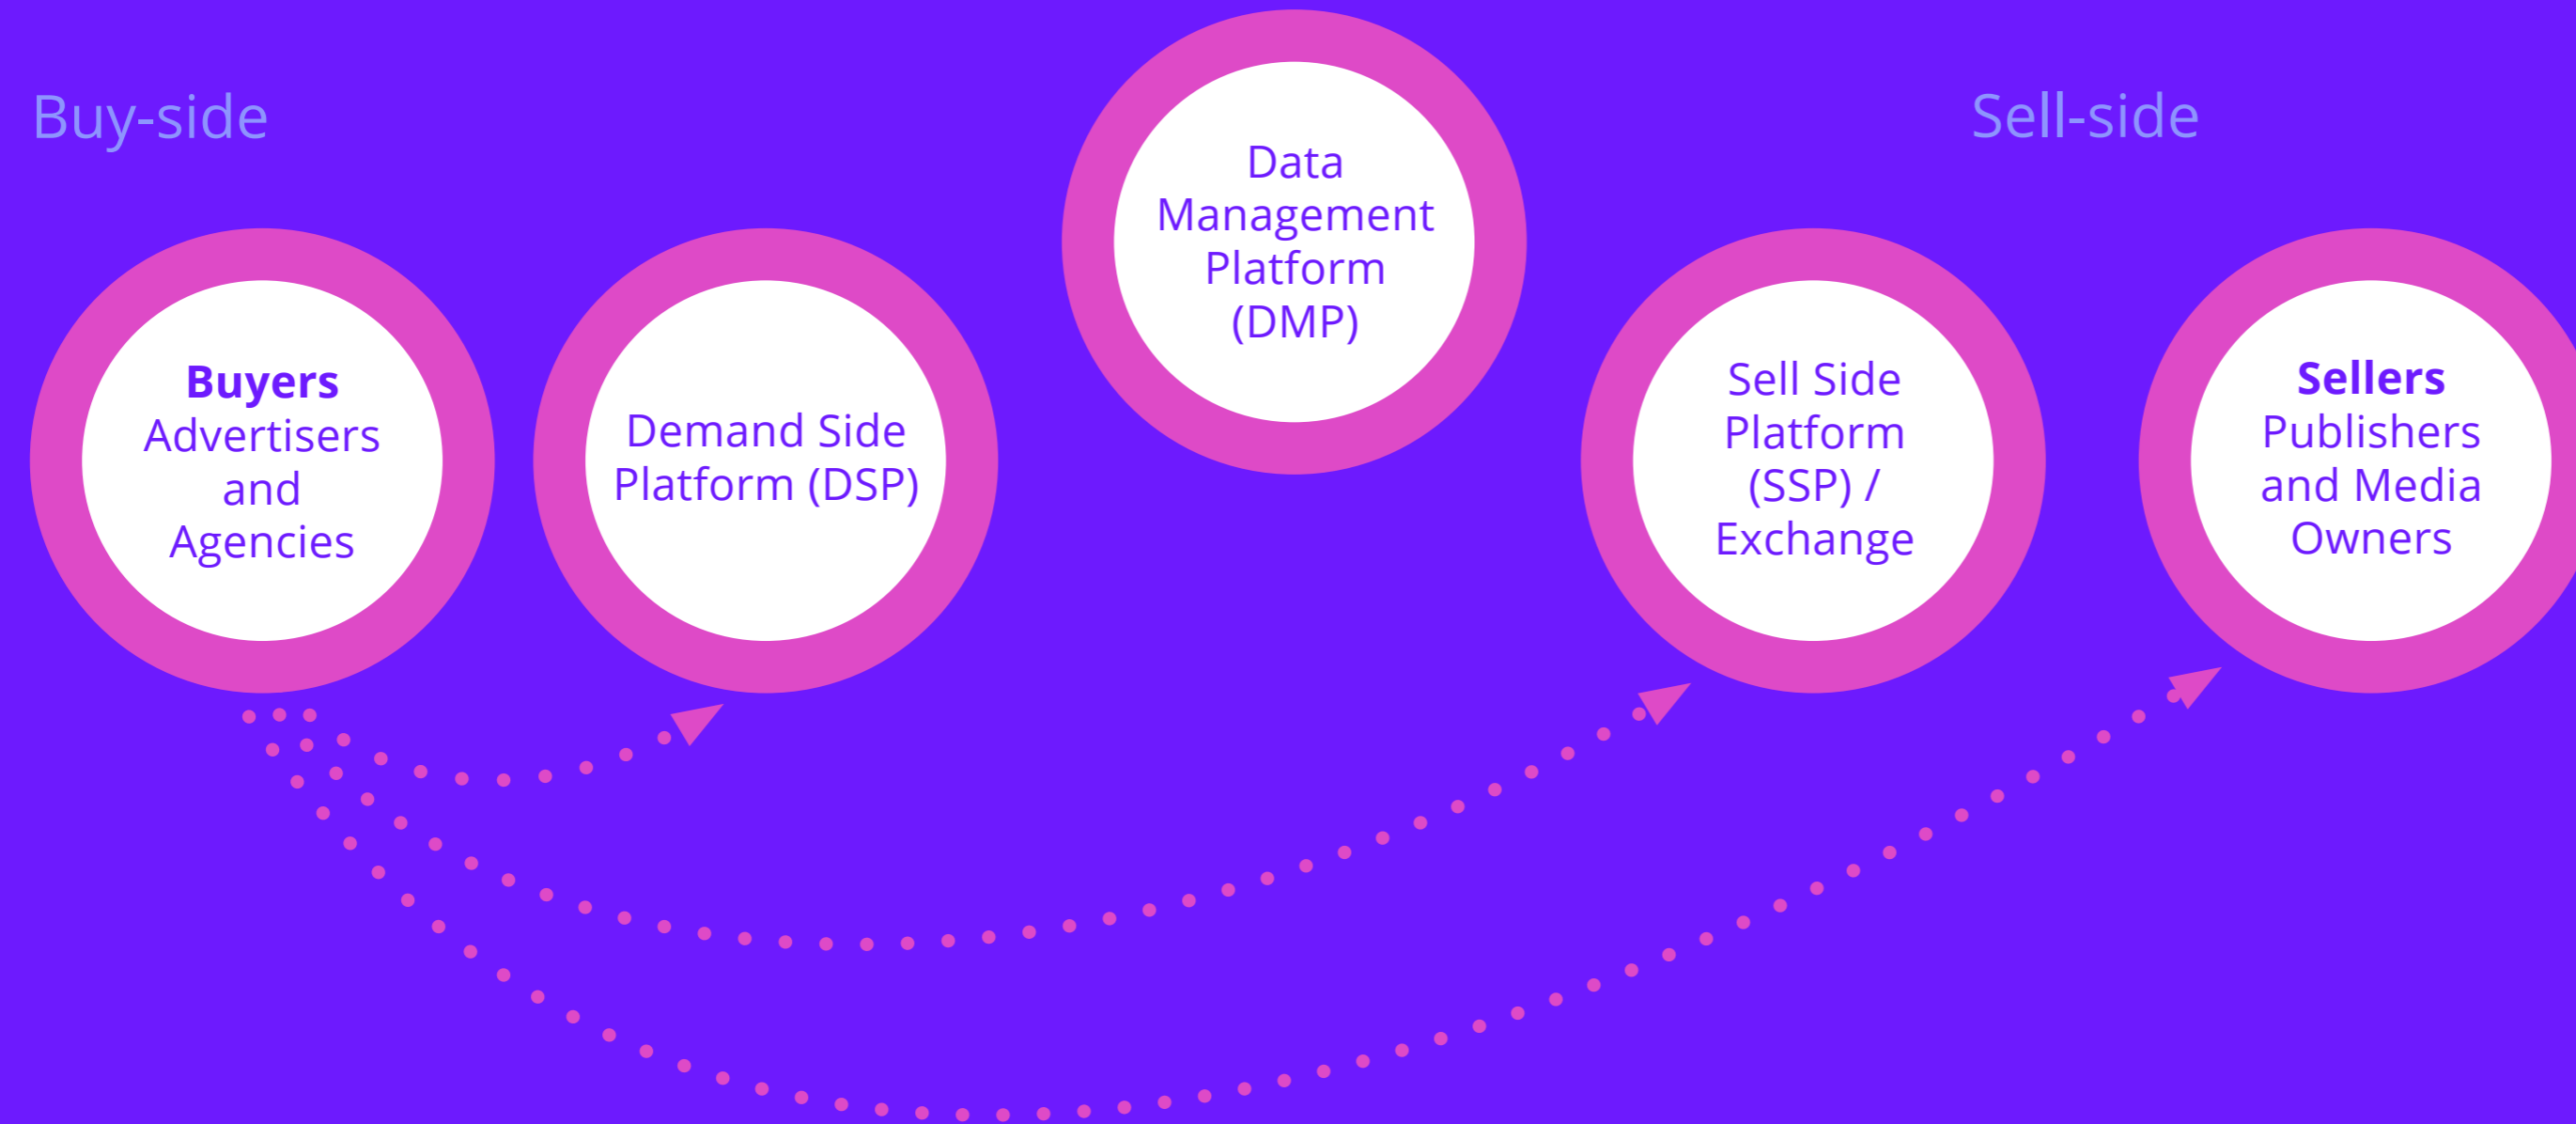 Buy-side
Sell-side
Buyers
Advertisers
and
Agencies
Demand Side
Platform (DSP)
Data
Management
Platform
(DMP)
Sell Side
Platform
(SSP) /
Exchange
Sellers
Publishers
and Media
Owners